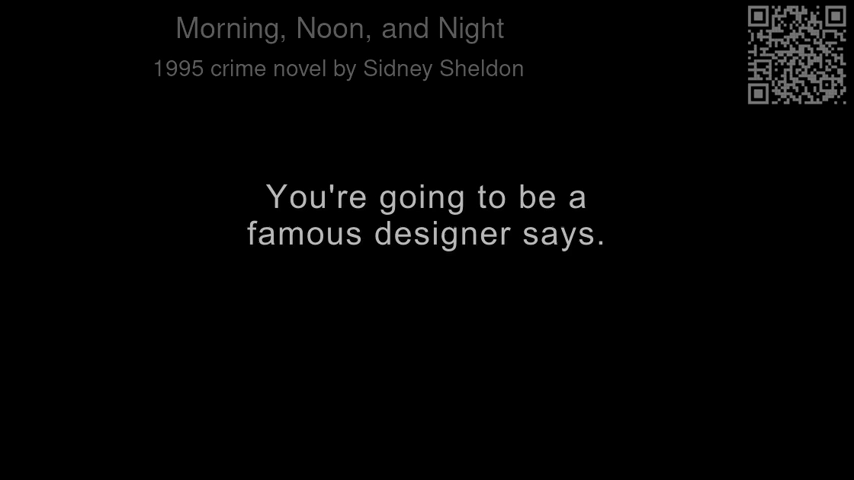 Morning, Noon, and Night
1995 crime novel by Sidney Sheldon
You're going to be a
famous designer says.